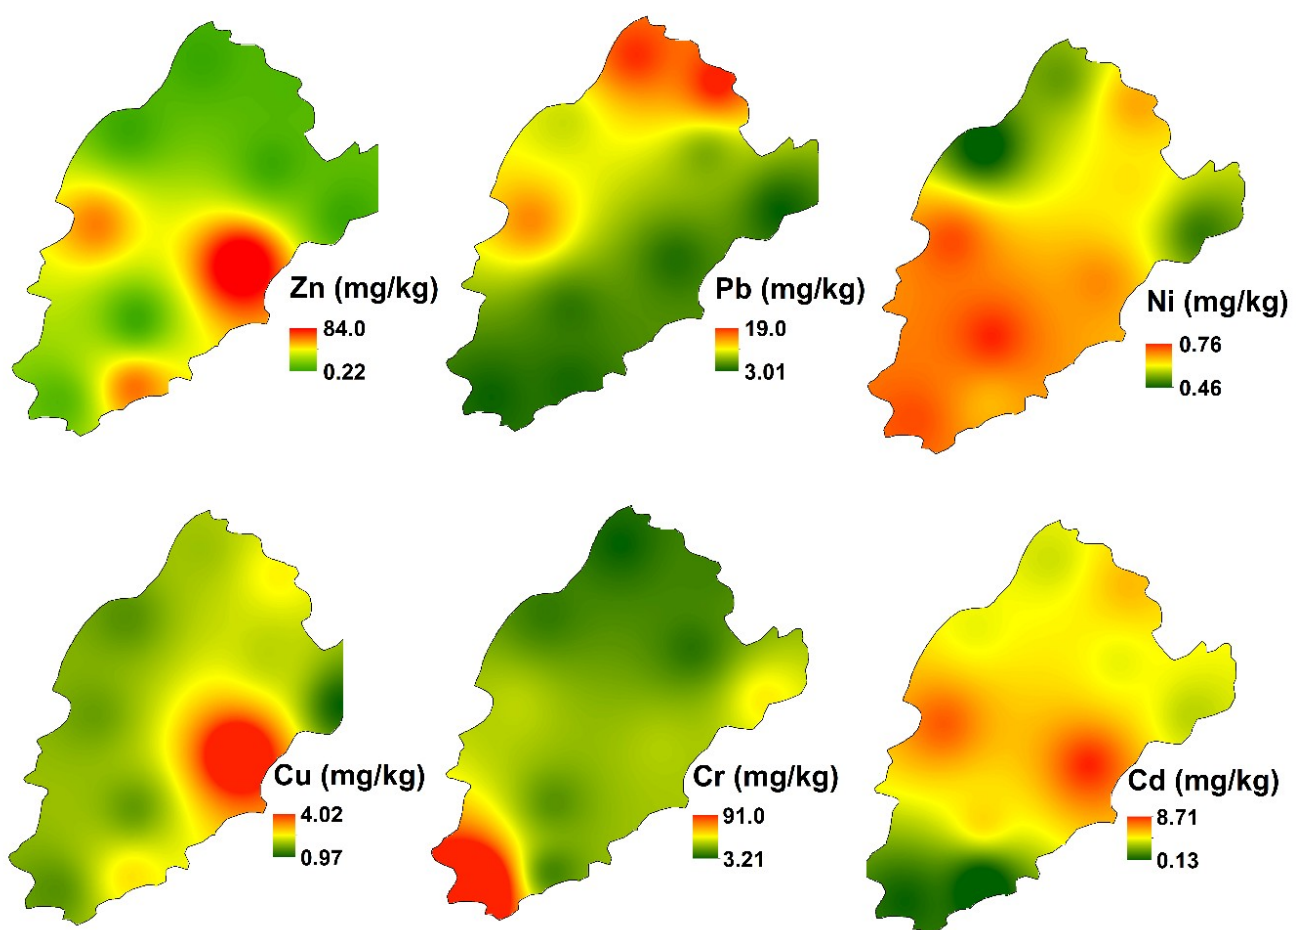 Zn (mg/kg)
84.0
0.22
Pb (mg/kg)
19.0
3.01
Ni (mg/kg)
0.76
0.46
Cu (mg/kg)
4.02
0.97
Cr (mg/kg)
91.0
3.21
Cd (mg/kg)
8.71
0.13